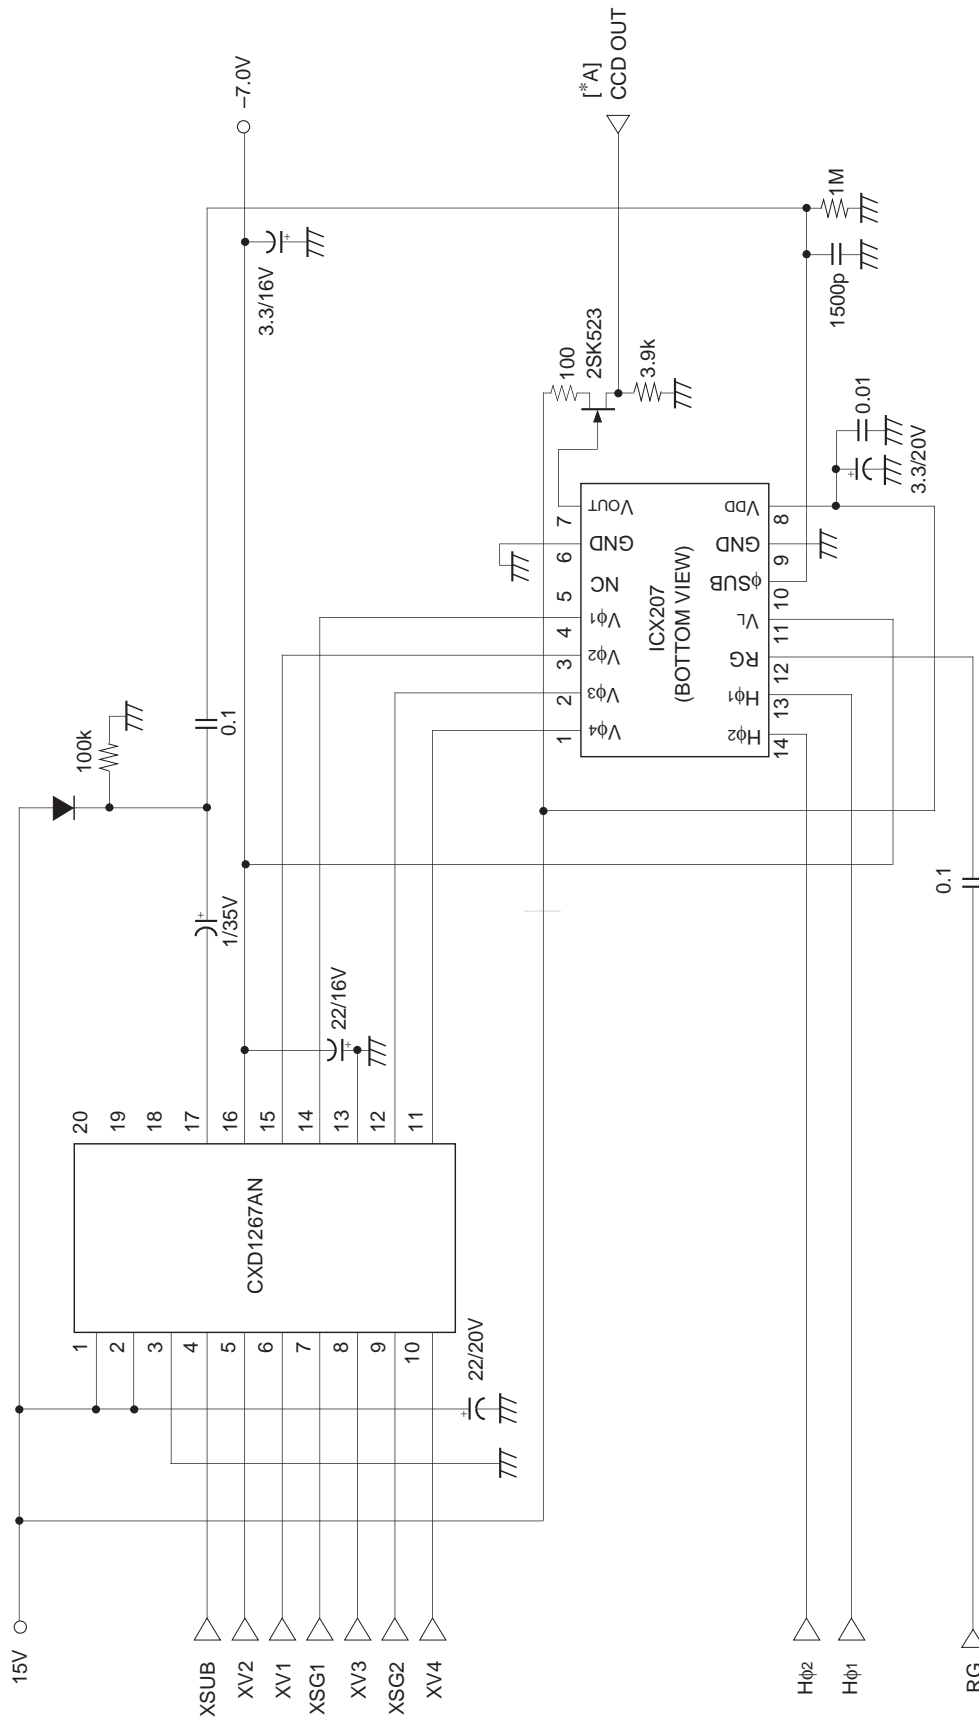 15V
XSUB
XV2
XV1
XSG1
XV3
XSG2
XV4
Hϕ2
Hϕ1
RG
22/20V
1
2
3
4
5
6
7
8
9
10
CXD1267AN
20
19
18
17
16
15
14
13
12
11
22/16V
+
1/35V
+
100k
0.1
0.1
3.3/16V
+
–7.0V
1
2
3
4
5
6
7
Vϕ4
Vϕ3
Vϕ2
Vϕ1
NC
GND
VOUT
ICX207
(BOTTOM VIEW)
Hϕ2
Hϕ1
RG
VL
ϕSUB
GND
VDD
14
13
12
11
10
9
8
100
2SK523
3.9k
[*A]
CCD OUT
3.3/20V
+
0.01
1500p
1M
+